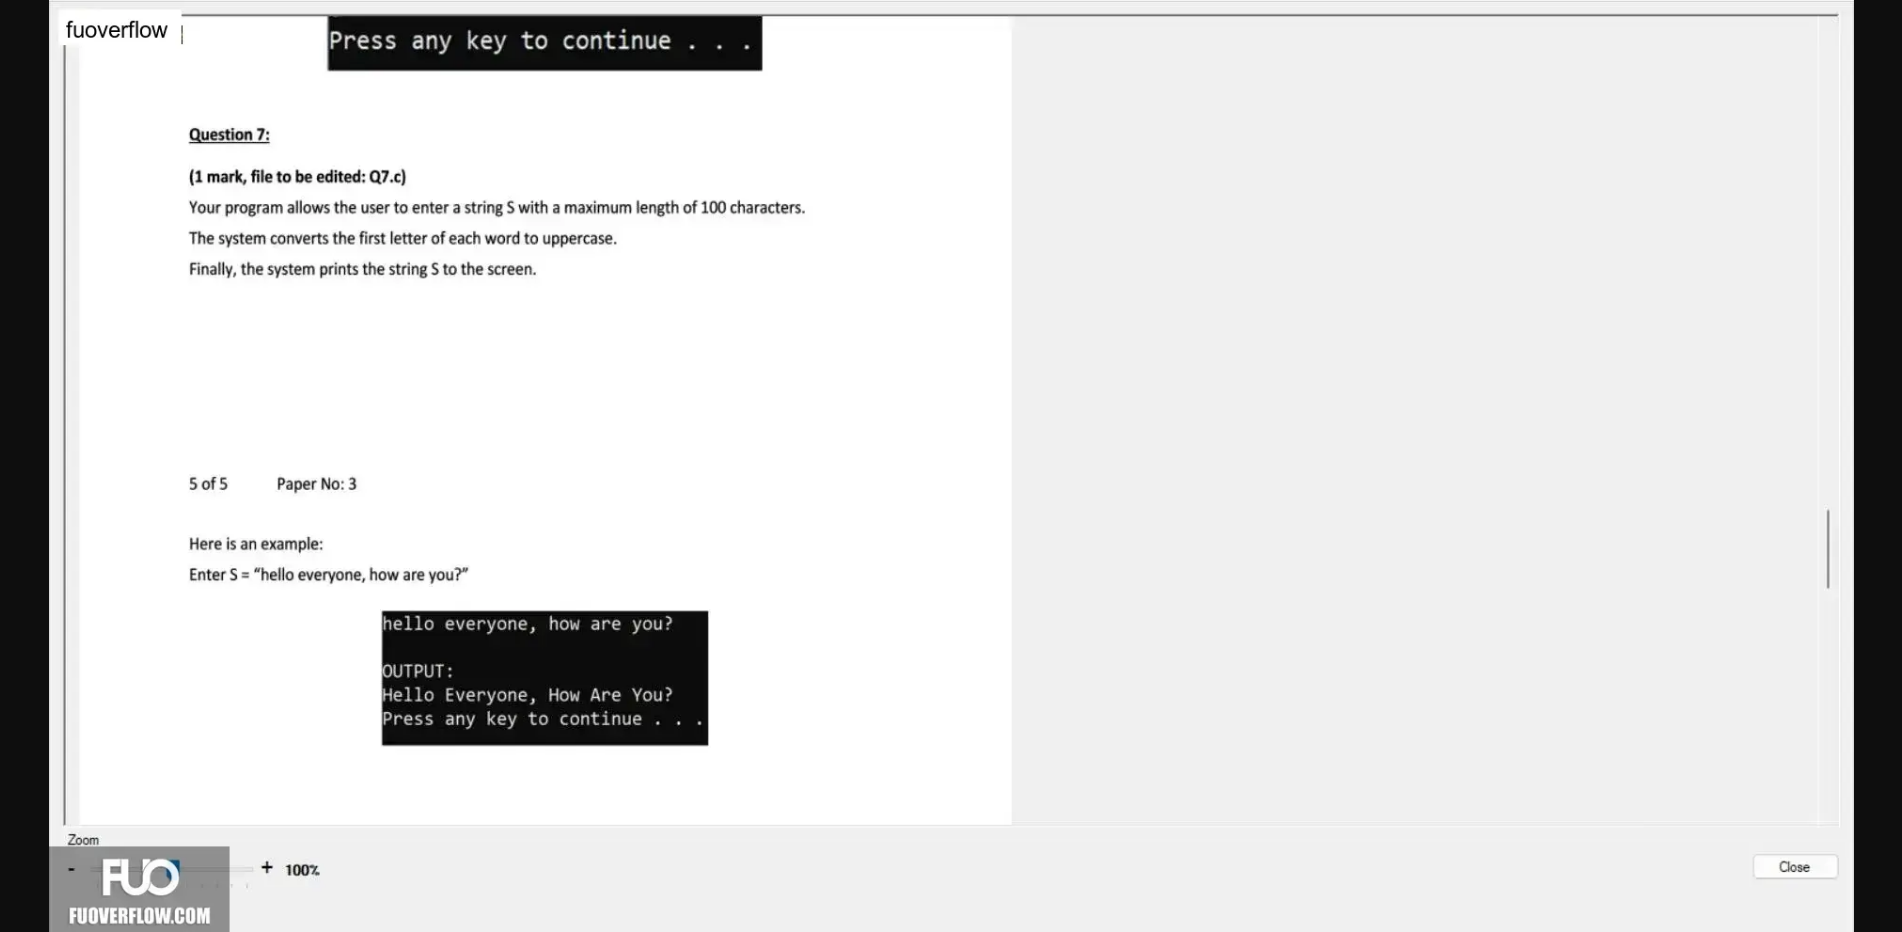 fuoverflow
Press any key to continue . . .
Question 7:
(1 mark, file to be edited: Q7.c)
Your program allows the user to enter a string S with a maximum length of 100 characters.
The system converts the first letter of each word to uppercase.
Finally, the system prints the string S to the screen.
5 of 5 Paper No: 3
Here is an example:
Enter S = “hello everyone, how are you?”
hello everyone, how are you?
OUTPUT:
Hello Everyone, How Are You?
Press any key to continue . . .
Zoom
- + 100%
Close
FUO
FUOVERFLOW.COM